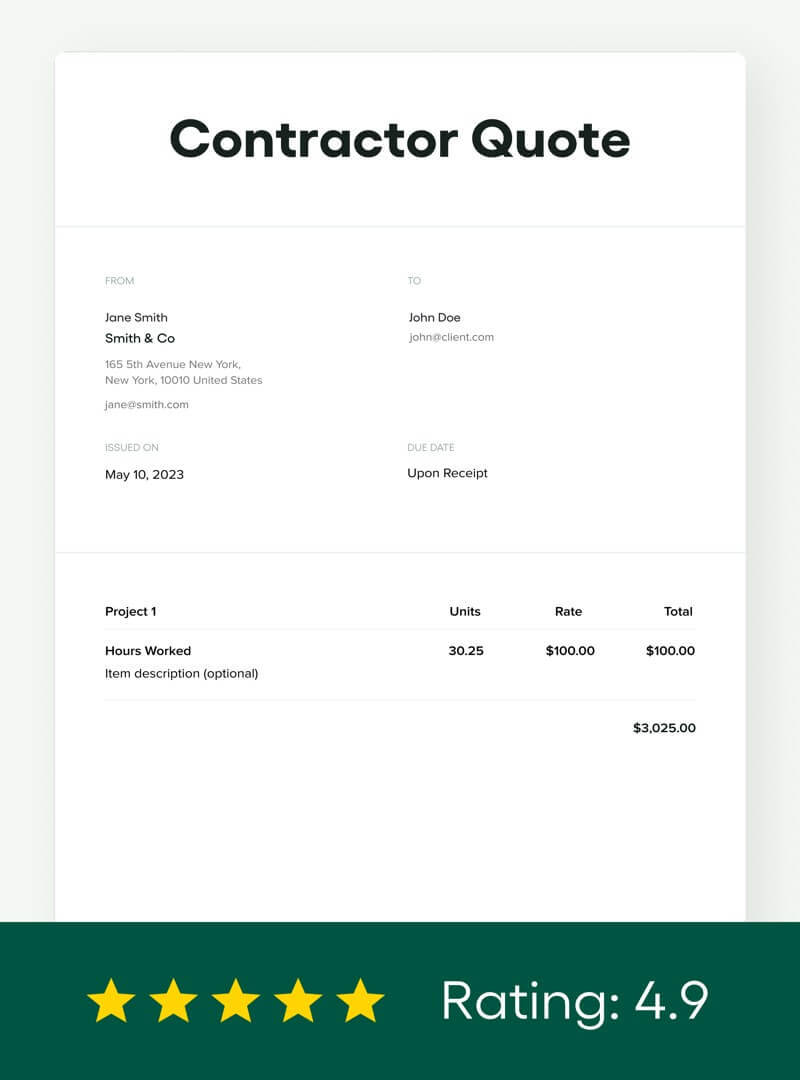 Contractor Quote
FROM
TO
Jane Smith
John Doe
Smith & Co
john@client.com
165 5th Avenue New York,
New York, 10010 United States
jane@smith.com
ISSUED ON
DUE DATE
May 10, 2023
Upon Receipt
Project 1 Units Rate Total
Hours Worked 30.25 $100.00 $100.00
Item description (optional)
$3,025.00
Rating: 4.9